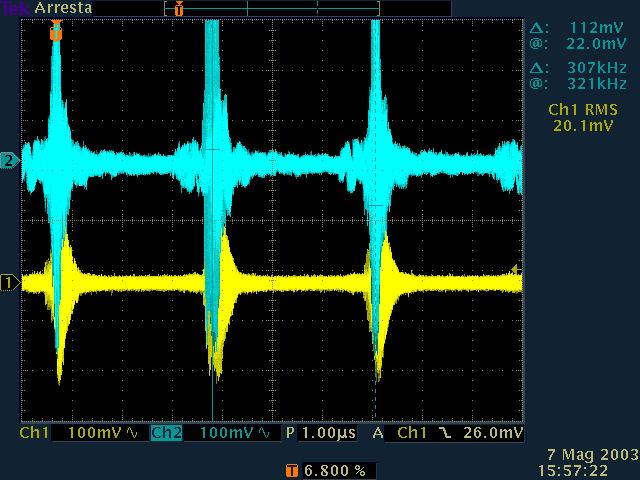 Tek Arresta
T
T
Δ: 112mV
@: 22.0mV
Δ: 307kHz
@: 321kHz
Ch1 RMS
20.1mV
2
1
Ch1 100mV∿ Ch2 100mV∿ P 1.00µs A Ch1 ⤵ 26.0mV
T 6.800 %
7 Mag 2003
15:57:22